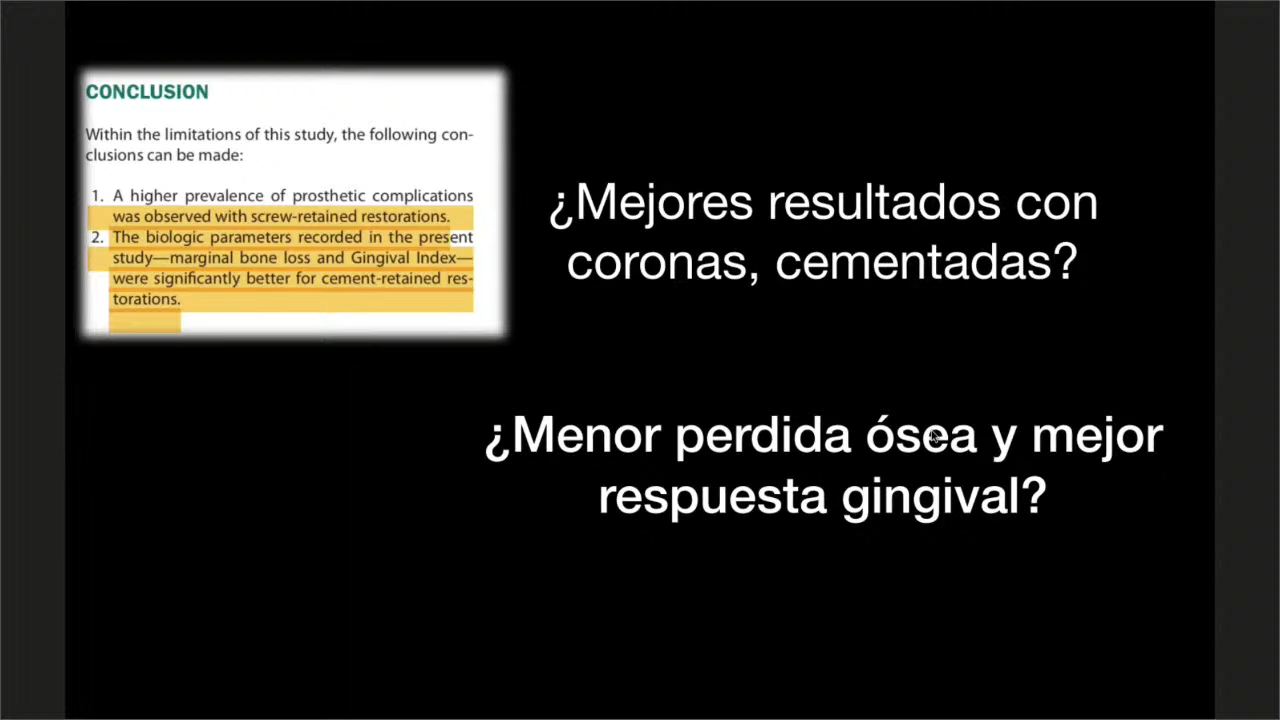 CONCLUSION
Within the limitations of this study, the following con-
clusions can be made:
1. A higher prevalence of prosthetic complications
was observed with screw-retained restorations.
2. The biologic parameters recorded in the present
study—marginal bone loss and Gingival Index—
were significantly better for cement-retained res-
torations.
¿Mejores resultados con
coronas, cementadas?
¿Menor perdida ósea y mejor
respuesta gingival?